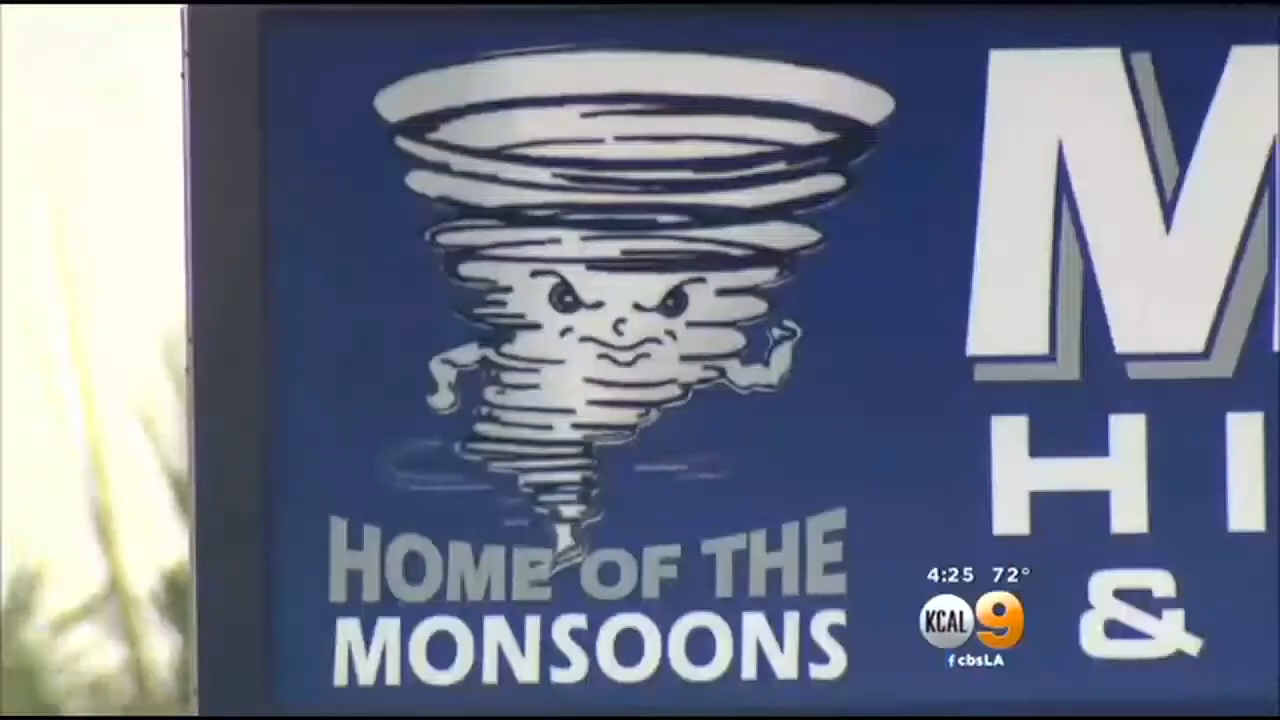 HOME OF THE
MONSOONS
M
HI
&
4:25 72°
KCAL 9
f cbsLA